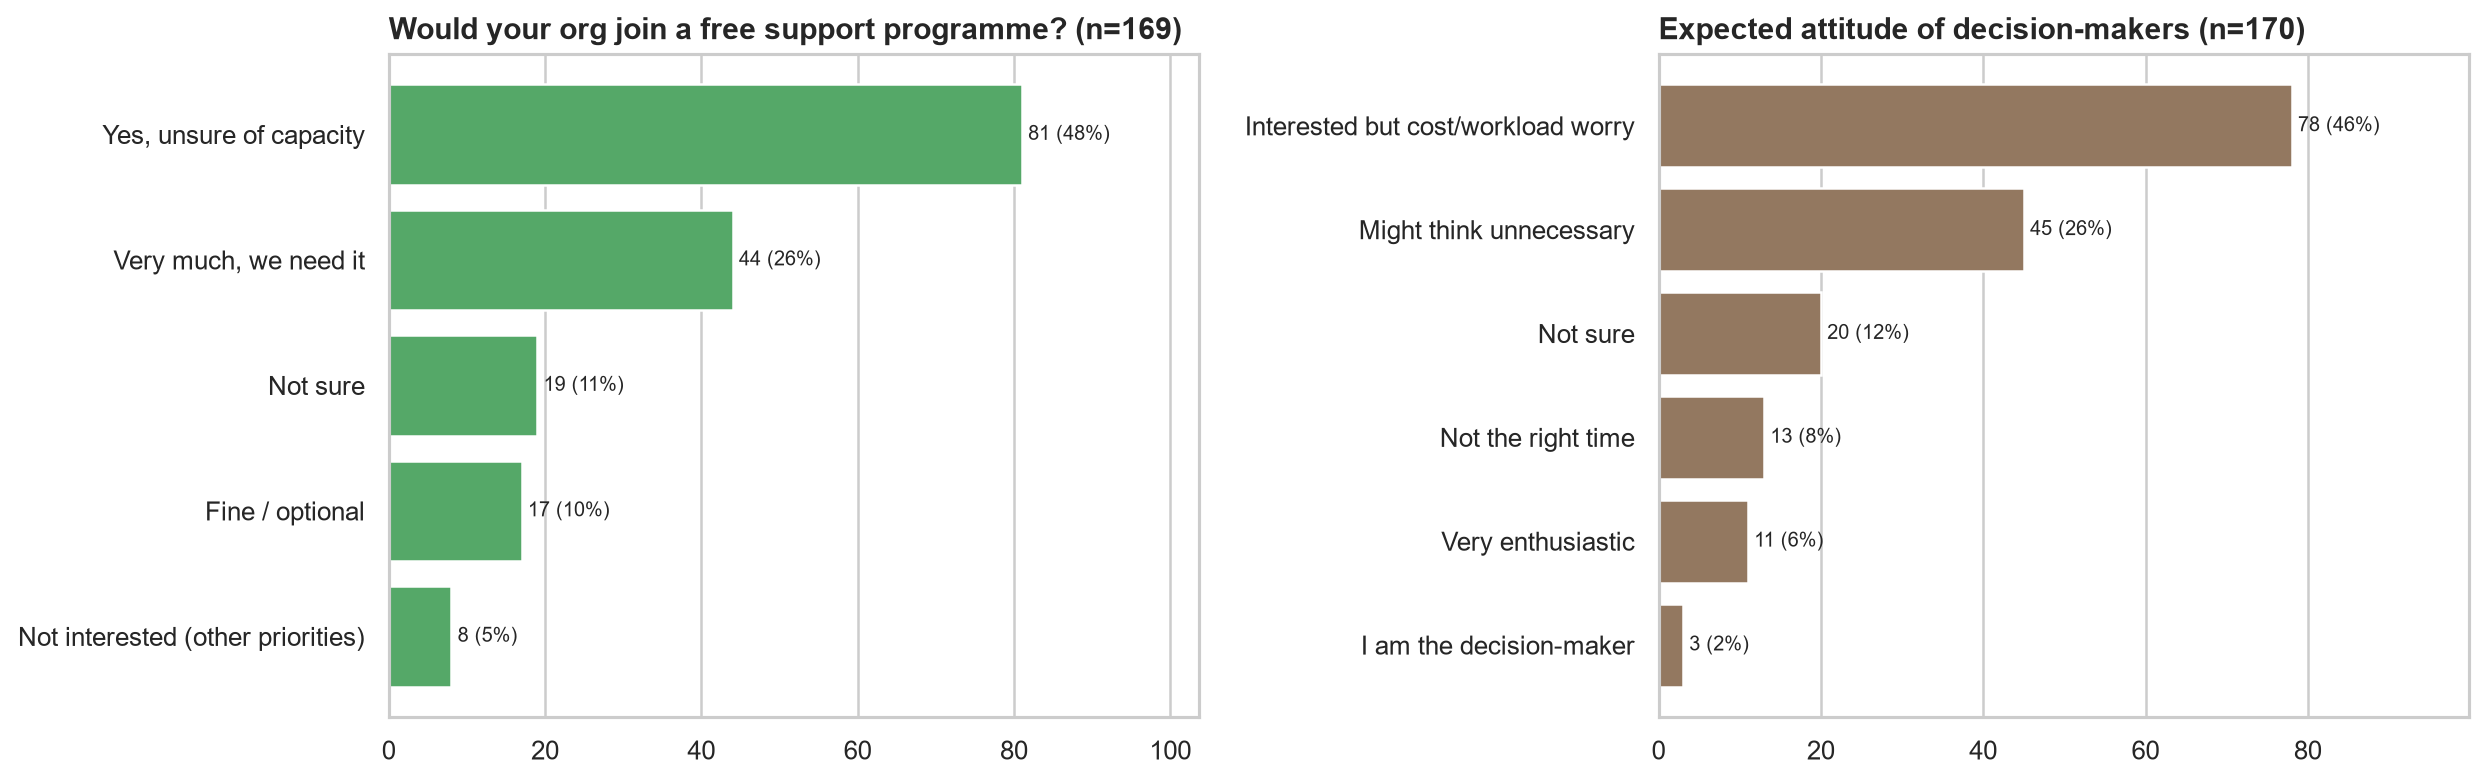 Would your org join a free support programme? (n=169)
Yes, unsure of capacity
81 (48%)
Very much, we need it
44 (26%)
Not sure
19 (11%)
Fine / optional
17 (10%)
Not interested (other priorities)
8 (5%)
0 20 40 60 80 100
Expected attitude of decision-makers (n=170)
Interested but cost/workload worry
78 (46%)
Might think unnecessary
45 (26%)
Not sure
20 (12%)
Not the right time
13 (8%)
Very enthusiastic
11 (6%)
I am the decision-maker
3 (2%)
0 20 40 60 80